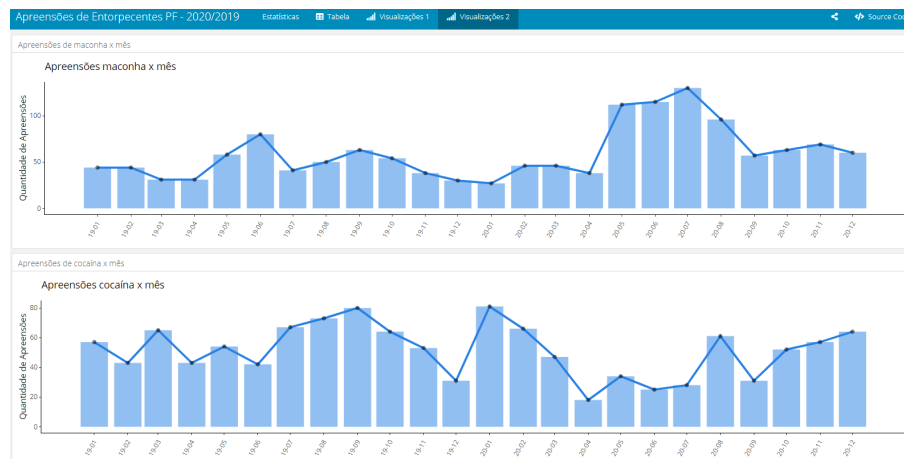 Apreensões de Entorpecentes PF - 2020/2019 Estatísticas Tabela Visualizações 1 Visualizações 2 Source Cod
Apreensões de maconha x mês
Apreensões maconha x mês
Quantidade de Apreensões
100
50
0
19-01 19-02 19-03 19-04 19-05 19-06 19-07 19-08 19-09 19-10 19-11 19-12 20-01 20-02 20-03 20-04 20-05 20-06 20-07 20-08 20-09 20-10 20-11 20-12
Apreensões de cocaína x mês
Apreensões cocaína x mês
Quantidade de Apreensões
80
60
40
20
0
19-01 19-02 19-03 19-04 19-05 19-06 19-07 19-08 19-09 19-10 19-11 19-12 20-01 20-02 20-03 20-04 20-05 20-06 20-07 20-08 20-09 20-10 20-11 20-12